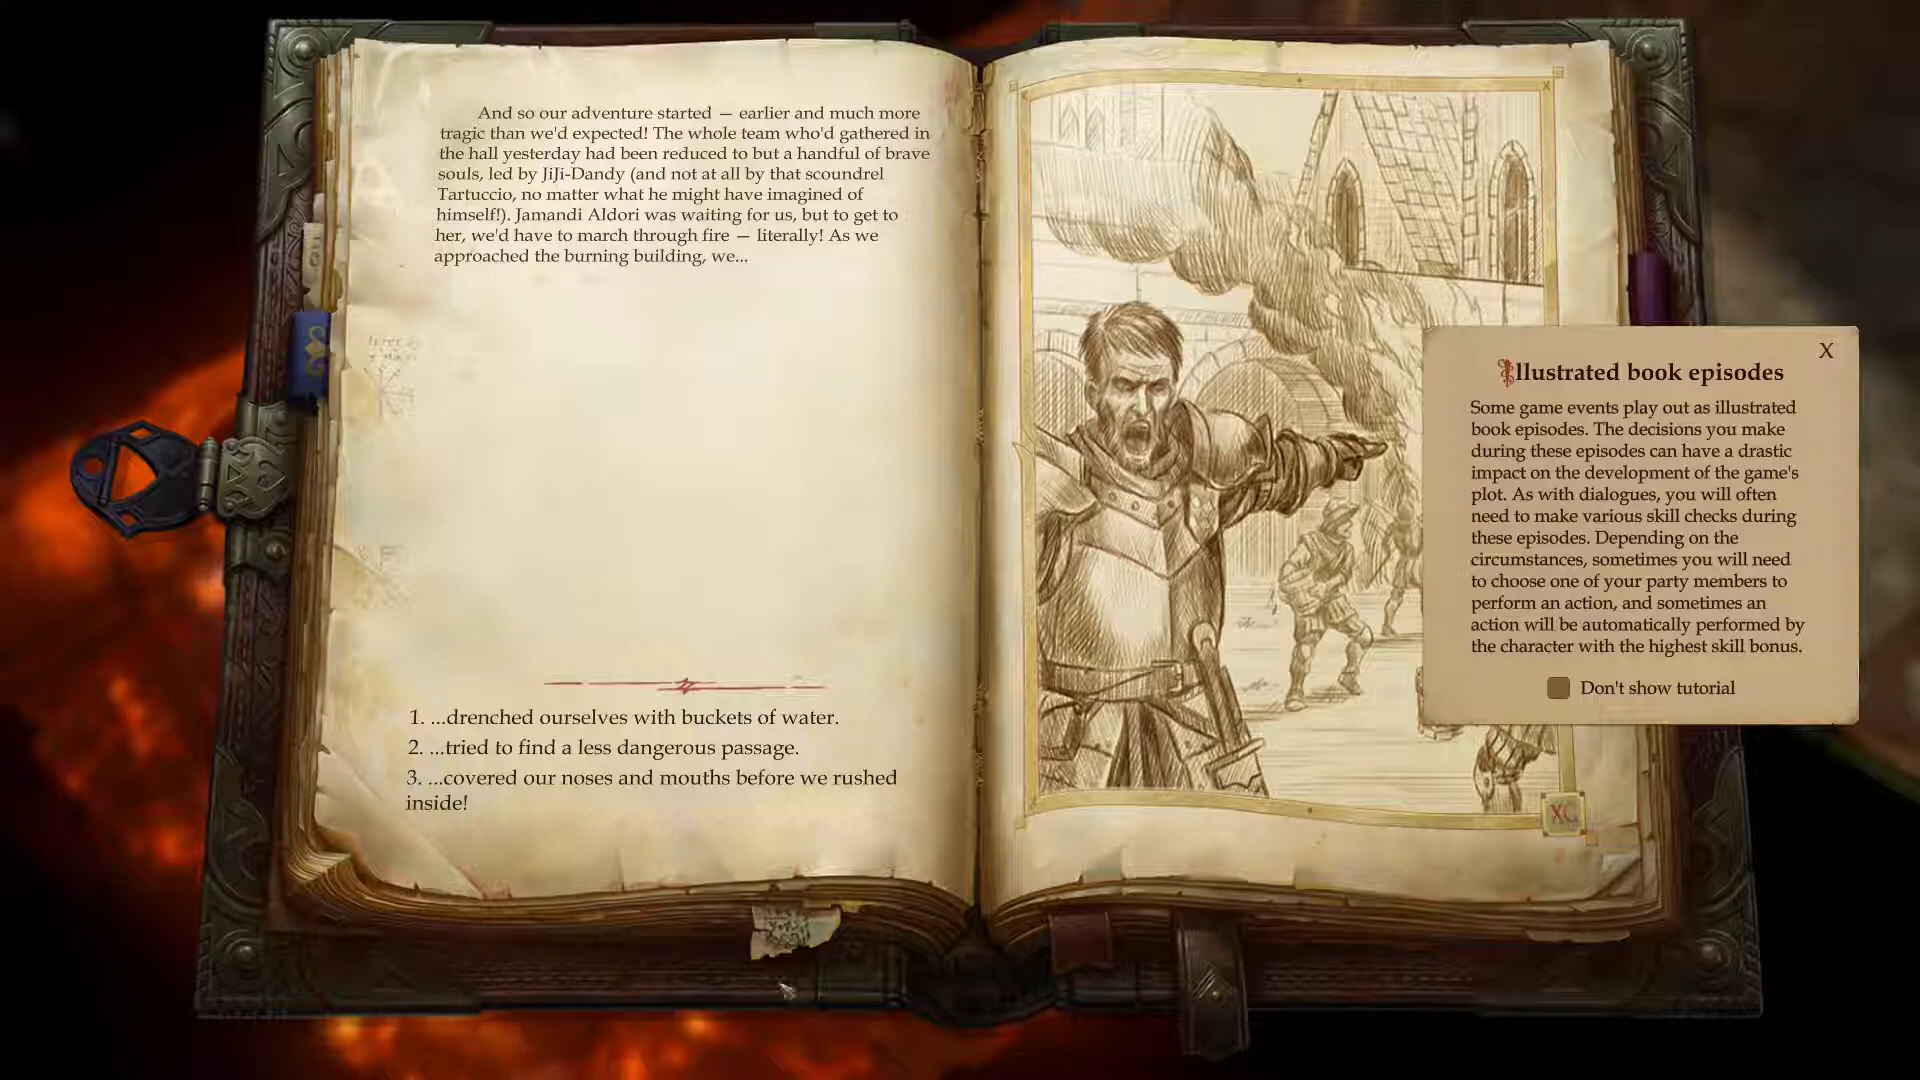 And so our adventure started — earlier and much more
tragic than we'd expected! The whole team who'd gathered in
the hall yesterday had been reduced to but a handful of brave
souls, led by JiJi-Dandy (and not at all by that scoundrel
Tartuccio, no matter what he might have imagined of
himself!). Jamandi Aldori was waiting for us, but to get to
her, we'd have to march through fire — literally! As we
approached the burning building, we...
1. ...drenched ourselves with buckets of water.
2. ...tried to find a less dangerous passage.
3. ...covered our noses and mouths before we rushed
inside!
X
Illustrated book episodes
Some game events play out as illustrated
book episodes. The decisions you make
during these episodes can have a drastic
impact on the development of the game's
plot. As with dialogues, you will often
need to make various skill checks during
these episodes. Depending on the
circumstances, sometimes you will need
to choose one of your party members to
perform an action, and sometimes an
action will be automatically performed by
the character with the highest skill bonus.
Don't show tutorial